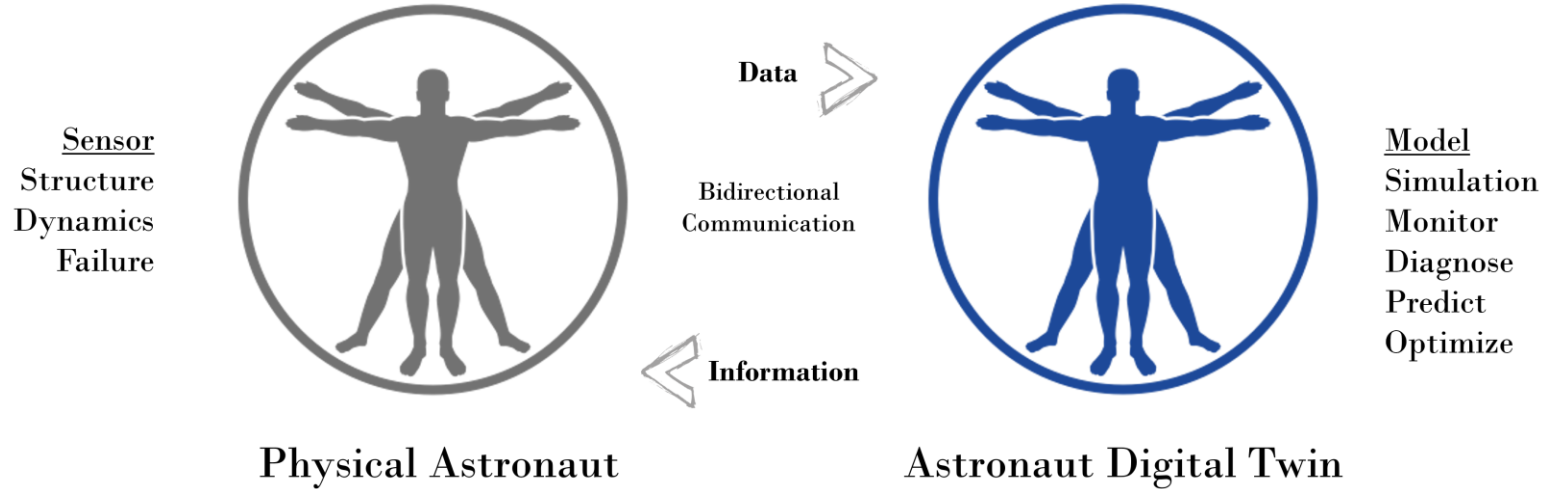 Sensor
Structure
Dynamics
Failure
Data
Bidirectional
Communication
Information
Model
Simulation
Monitor
Diagnose
Predict
Optimize
Physical Astronaut
Astronaut Digital Twin